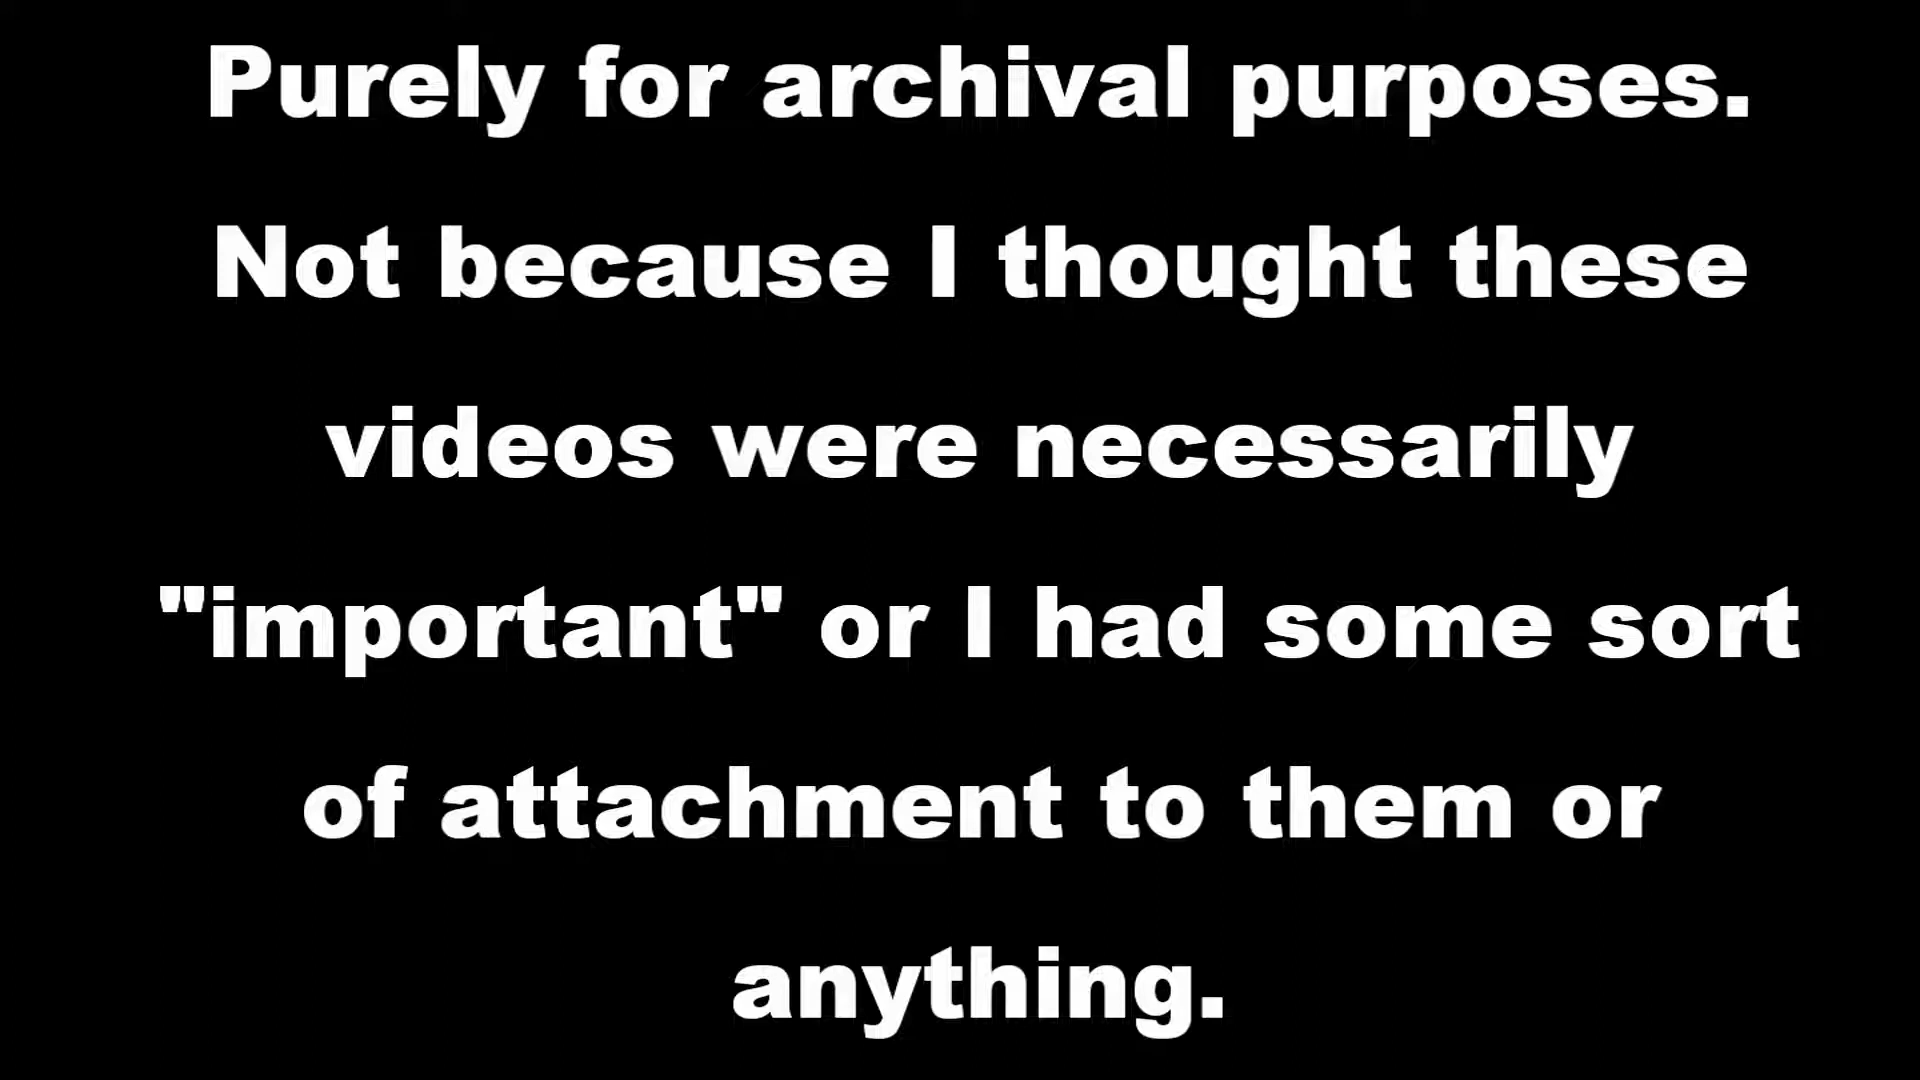 Purely for archival purposes.
Not because I thought these
videos were necessarily
"important" or I had some sort
of attachment to them or
anything.